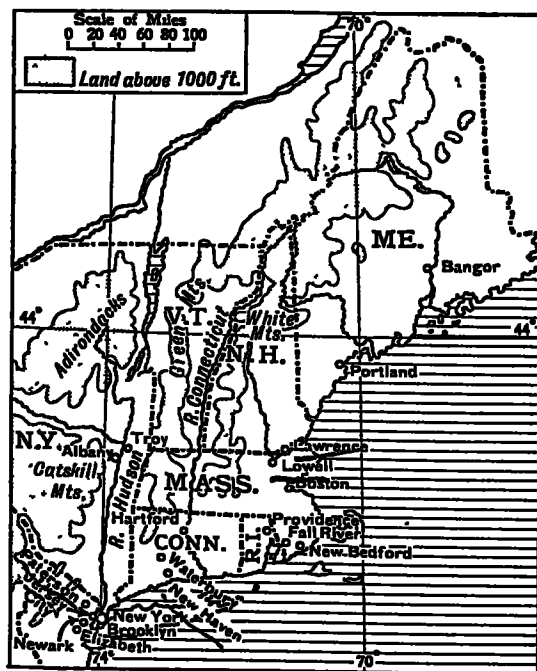 Scale of Miles
0 20 40 60 80 100
Land above 1000 ft.
70°
ME.
Bangor
44°
44°
Adirondacks
V.T.
Green Mts.
R. Connecticut
White Mts.
N.H.
Portland
N.Y.
Albany
Troy
Catskill Mts.
R. Hudson
Lawrence
Lowell
Boston
MASS.
Hartford
CONN.
R.I.
Providence
Fall River
New Bedford
Waterbury
New Haven
Paterson
New York
Brooklyn
Elizabeth
Newark
74°
70°